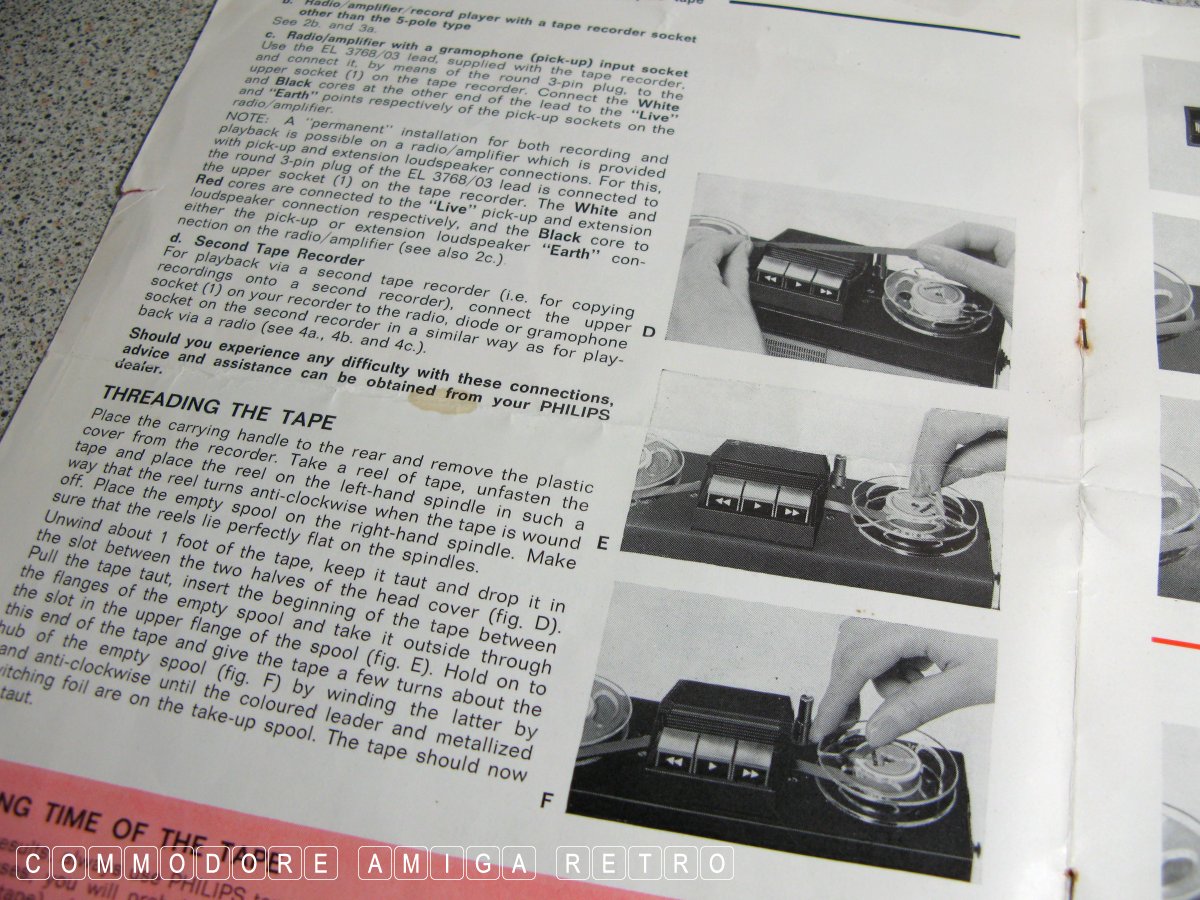 tape
b. Radio/amplifier/record player with a tape recorder socket
other than the 5-pole type
See 2b. and 3a.
c. Radio/amplifier with a gramophone (pick-up) input socket
Use the EL 3768/03 lead, supplied with the tape recorder,
and connect it, by means of the round 3-pin plug, to the
upper socket (1) on the tape recorder. Connect the White
and Black cores at the other end of the lead to the "Live"
and "Earth" points respectively of the pick-up sockets on the
radio/amplifier.
NOTE: A "permanent" installation for both recording and
playback is possible on a radio/amplifier which is provided
with pick-up and extension loudspeaker connections. For this,
the round 3-pin plug of the EL 3768/03 lead is connected to
the upper socket (1) on the tape recorder. The White and
Red cores are connected to the "Live" pick-up and extension
loudspeaker connection respectively, and the Black core to
either the pick-up or extension loudspeaker "Earth" con-
nection on the radio/amplifier (see also 2c.)
d. Second Tape Recorder
For playback via a second tape recorder (i.e. for copying
recordings onto a second recorder), connect the upper
socket (1) on your recorder to the radio, diode or gramophone
socket on the second recorder in a similar way as for play-
back via a radio (see 4a., 4b. and 4c.).
Should you experience any difficulty with these connections,
advice and assistance can be obtained from your PHILIPS
dealer.
THREADING THE TAPE
Place the carrying handle to the rear and remove the plastic
cover from the recorder. Take a reel of tape, unfasten the
tape and place the reel on the left-hand spindle in such a
way that the reel turns anti-clockwise when the tape is wound
off. Place the empty spool on the right-hand spindle. Make
sure that the reels lie perfectly flat on the spindles.
Unwind about 1 foot of the tape, keep it taut and drop it in
the slot between the two halves of the head cover (fig. D).
Pull the tape taut, insert the beginning of the tape between
the flanges of the empty spool and take it outside through
the slot in the upper flange of the spool (fig. E). Hold on to
this end of the tape and give the tape a few turns about the
hub of the empty spool (fig. F) by winding the latter by
and anti-clockwise until the coloured leader and metallized
witching foil are on the take-up spool. The tape should now
taut.
D
E
F
NG TIME OF THE TAPE
always use PHILIPS
you will
tape)
COMMODORE AMIGA RETRO